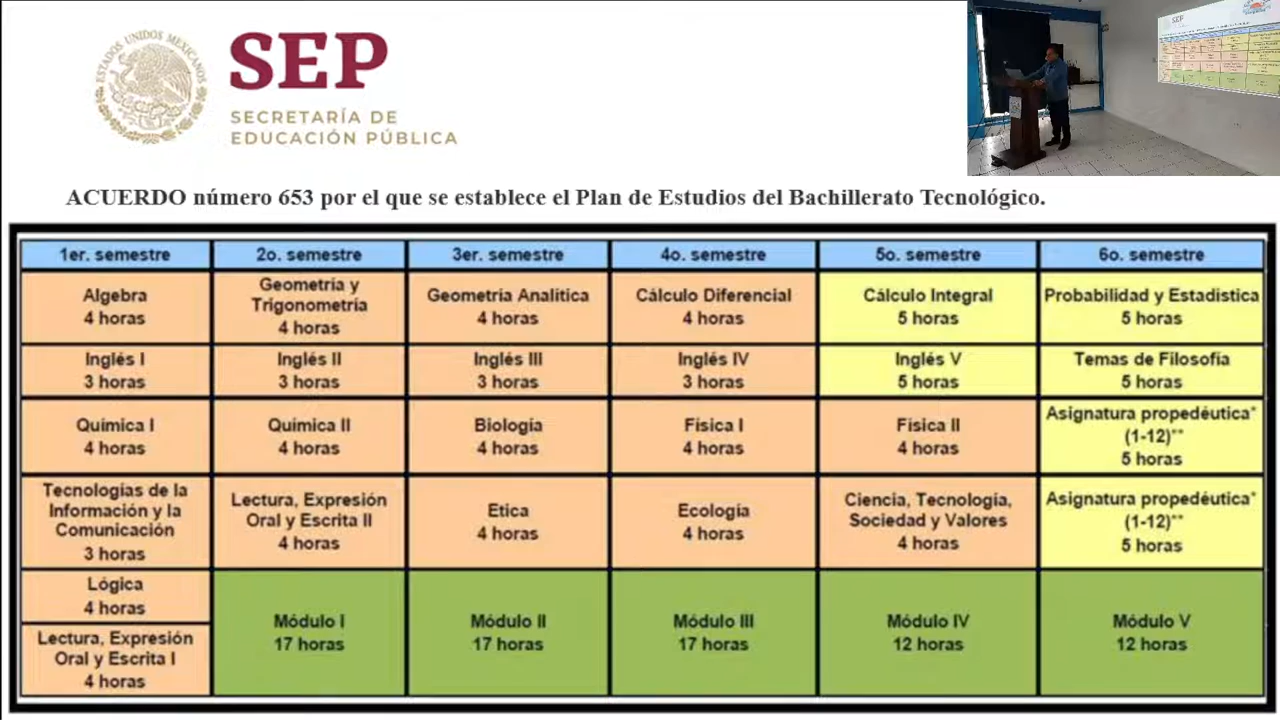 ESTADOS UNIDOS MEXICANOS
SEP
SECRETARÍA DE
EDUCACIÓN PÚBLICA
SEP
ACUERDO número 653 por el que se establece el Plan de Estudios del Bachillerato Tecnológico.
1er. semestre 2o. semestre 3er. semestre 4o. semestre 5o. semestre 6o. semestre
Algebra
4 horas
Geometría y
Trigonometría
4 horas
Geometría Analítica
4 horas
Cálculo Diferencial
4 horas
Cálculo Integral
5 horas
Probabilidad y Estadística
5 horas
Inglés I
3 horas
Inglés II
3 horas
Inglés III
3 horas
Inglés IV
3 horas
Inglés V
5 horas
Temas de Filosofía
5 horas
Química I
4 horas
Química II
4 horas
Biología
4 horas
Física I
4 horas
Física II
4 horas
Asignatura propedéutica*
(1-12)**
5 horas
Tecnologías de la
Información y la
Comunicación
3 horas
Lectura, Expresión
Oral y Escrita II
4 horas
Etica
4 horas
Ecología
4 horas
Ciencia, Tecnología,
Sociedad y Valores
4 horas
Asignatura propedéutica*
(1-12)**
5 horas
Lógica
4 horas
Lectura, Expresión
Oral y Escrita I
4 horas
Módulo I
17 horas
Módulo II
17 horas
Módulo III
17 horas
Módulo IV
12 horas
Módulo V
12 horas